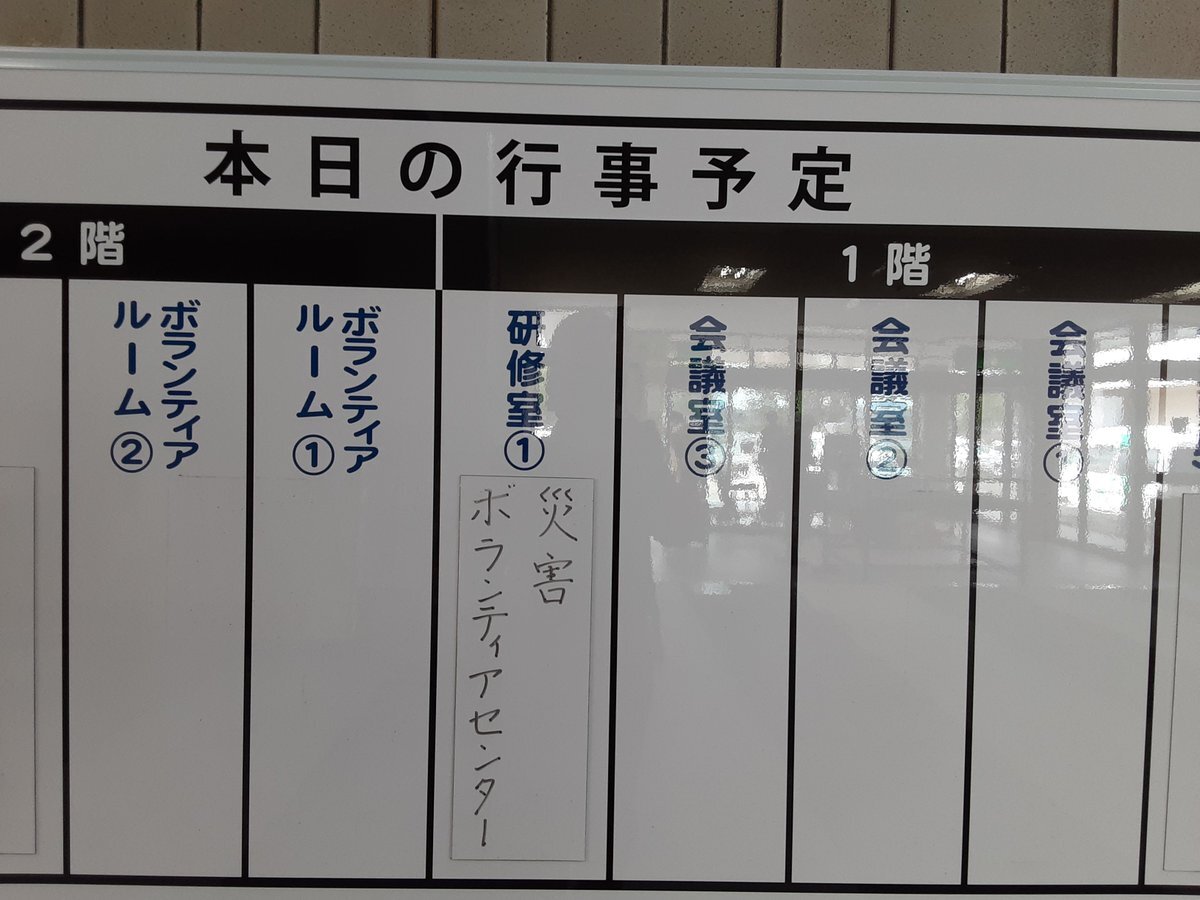 本日の行事予定
1階
会議室①
会議室②
会議室③
研修室①
災害
ボランティアセンター
2階
ボランティア
ルーム①
ボランティア
ルーム②